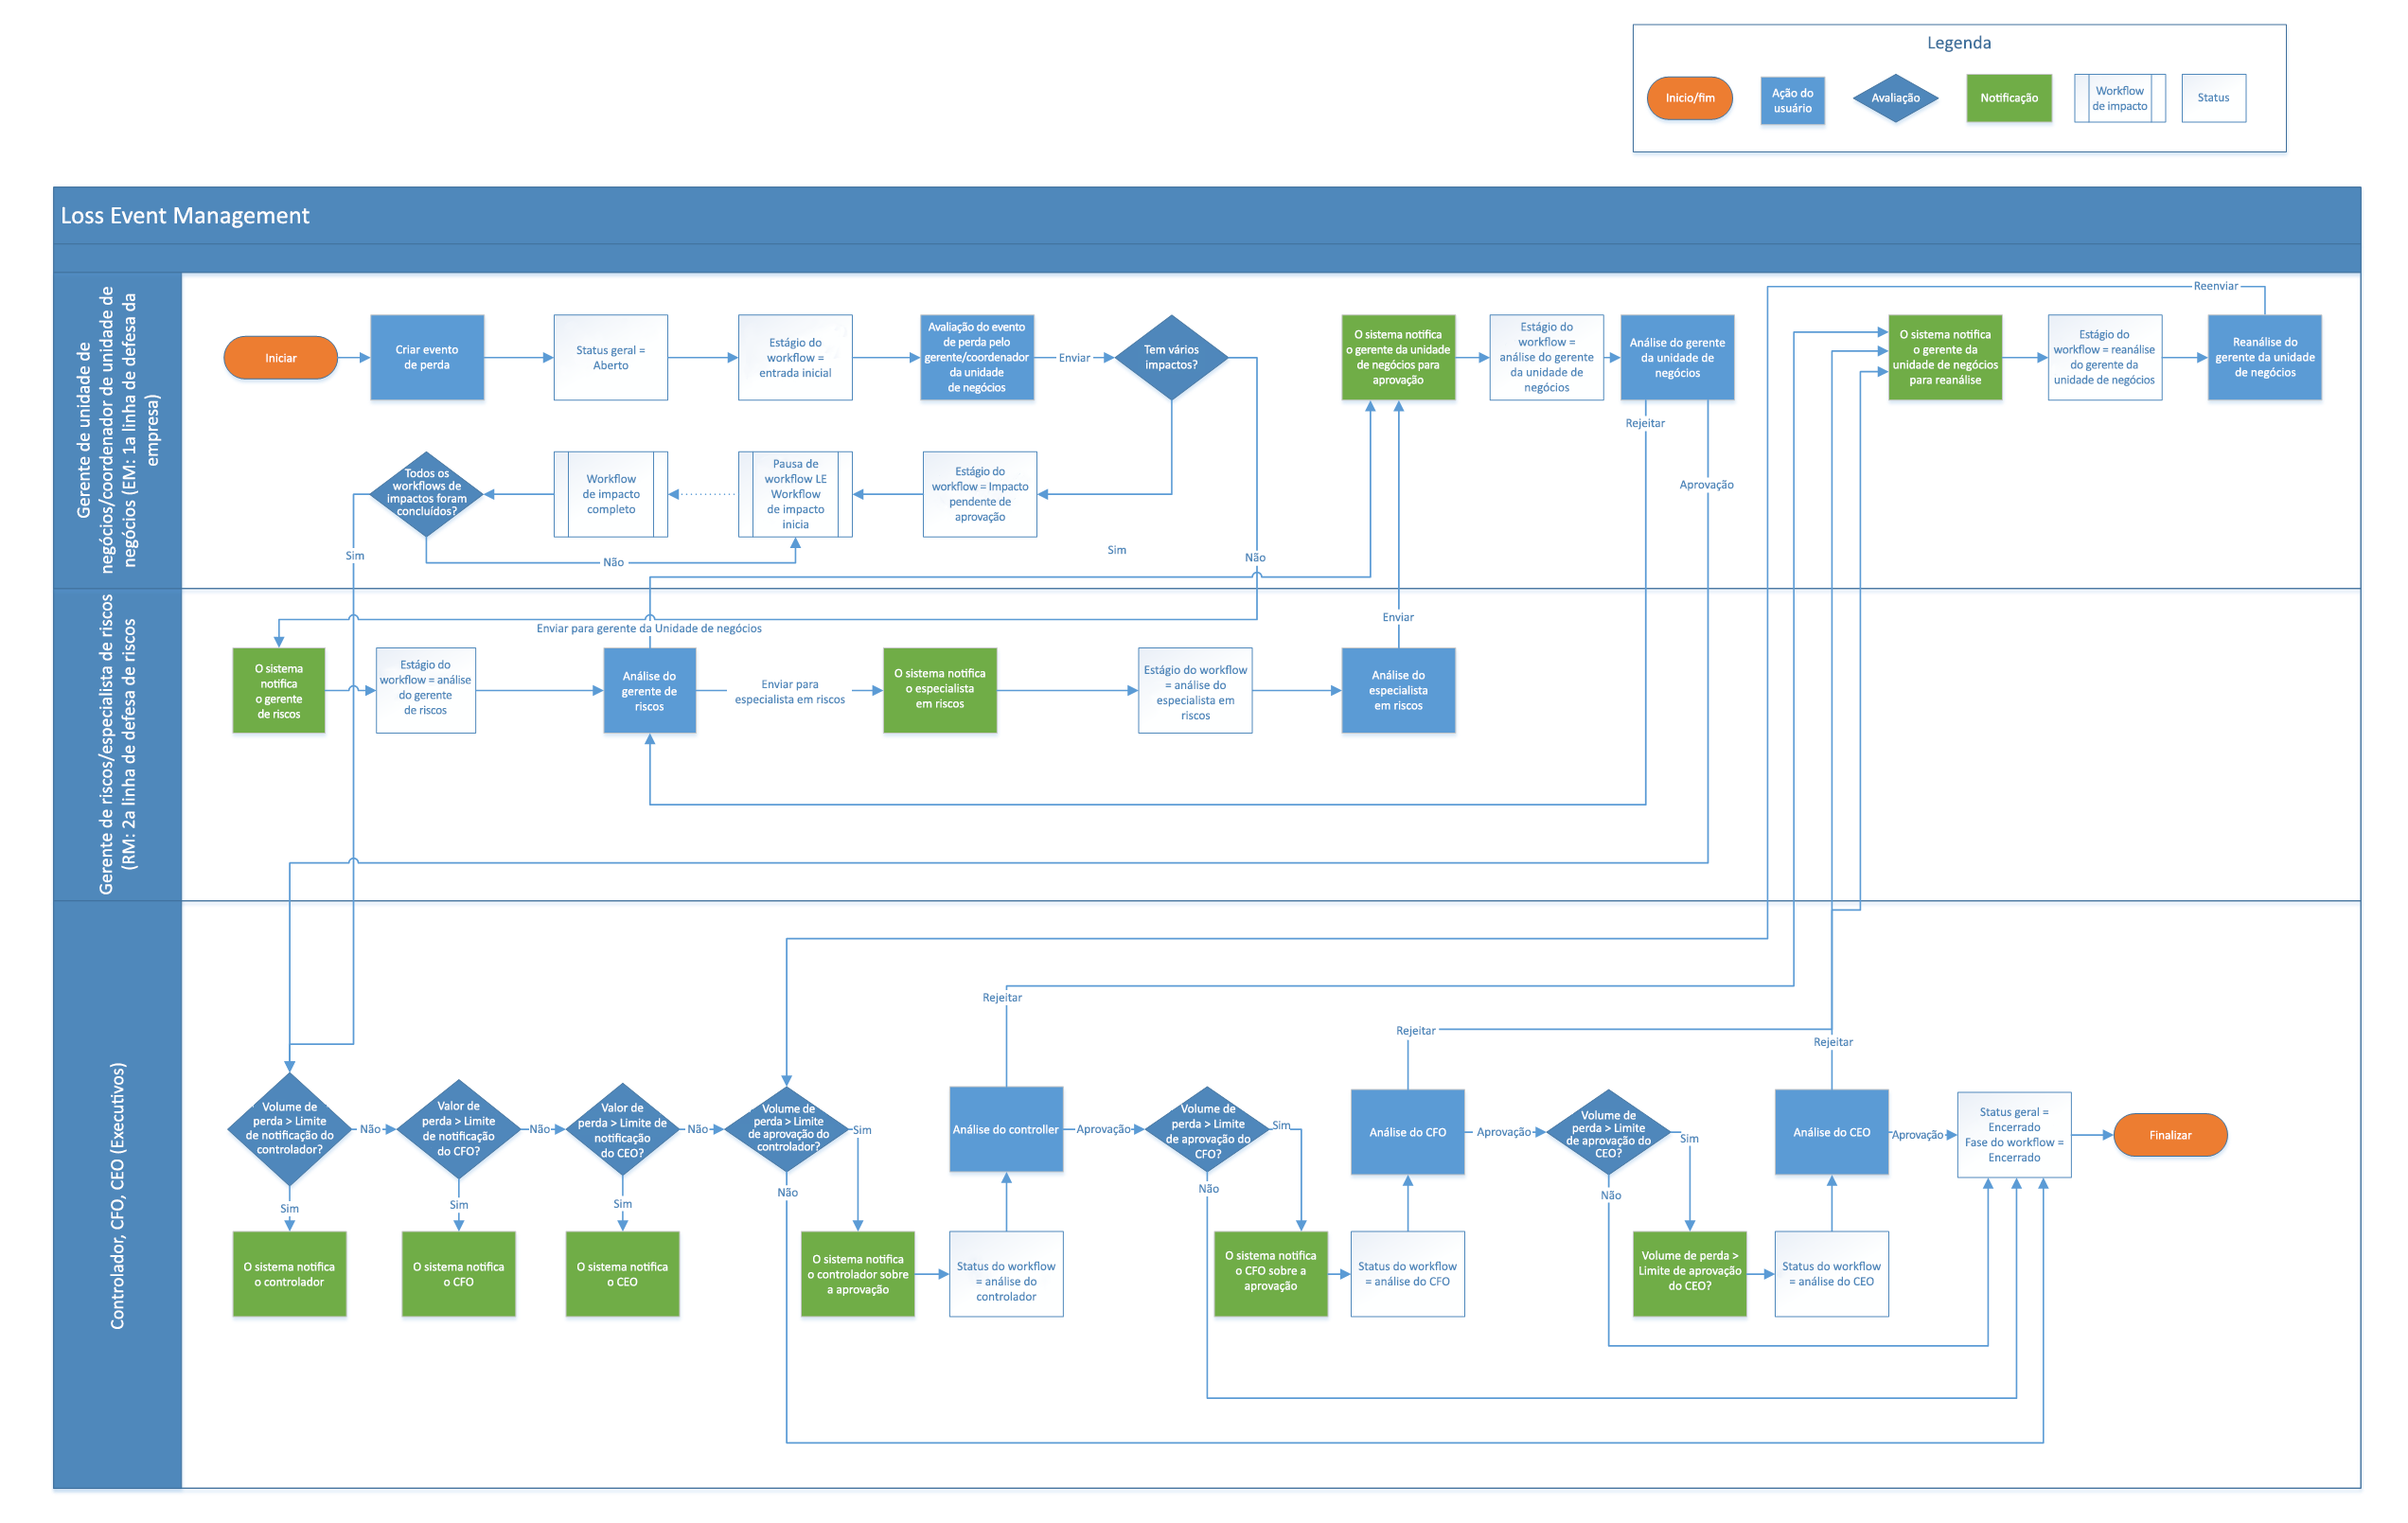 Legenda
Inicio/fim
Ação do
usuário
Avaliação
Notificação
Workflow
de impacto
Status
Loss Event Management
Gerente de unidade de
negócios/coordenador de unidade de
negócios (EM: 1a linha de defesa da
empresa)
Iniciar
Criar evento
de perda
Status geral =
Aberto
Estágio do
workflow =
entrada inicial
Avaliação do evento
de perda pelo
gerente/coordenador
da unidade
de negócios
Enviar
Tem vários
impactos?
O sistema notifica
o gerente da unidade
de negócios para
aprovação
Estágio do
workflow =
análise do gerente
da unidade de
negócios
Análise do gerente
da unidade de
negócios
Rejeitar
Aprovação
O sistema notifica
o gerente da
unidade de negócios
para reanálise
Estágio do
workflow = reanálise
do gerente da
unidade de negócios
Reanálise do
gerente da unidade
de negócios
Reenviar
Todos os
workflows de
impactos foram
concluídos?
Workflow
de impacto
completo
Pausa de
workflow LE
Workflow
de impacto
inicia
Estágio do
workflow = Impacto
pendente de
aprovação
Sim
Não
Sim
Não
Gerente de riscos/especialista de riscos
(RM: 2a linha de defesa de riscos
Enviar para gerente da Unidade de negócios
Enviar
O sistema
notifica
o gerente
de riscos
Estágio do
workflow = análise
do gerente
de riscos
Análise do
gerente de
riscos
Enviar para
especialista em riscos
O sistema notifica
o especialista
em riscos
Estágio do workflow
= análise do
especialista em
riscos
Análise do
especialista
em riscos
Controlador, CFO, CEO (Executivos)
Rejeitar
Rejeitar
Rejeitar
Volume de
perda > Limite
de notificação do
controlador?
Não
Valor de
perda > Limite
de notificação
do CFO?
Não
Valor de
perda > Limite de
notificação
do CEO?
Não
Volume de
perda > Limite
de aprovação do
controlador?
Sim
Análise do controller
Aprovação
Volume de
perda > Limite
de aprovação do
CFO?
Sim
Análise do CFO
Aprovação
Volume de
perda > Limite
de aprovação do
CEO?
Sim
Análise do CEO
Aprovação
Status geral =
Encerrado
Fase do workflow =
Encerrado
Finalizar
Sim
Sim
Sim
Não
Não
Não
O sistema notifica
o controlador
O sistema notifica
o CFO
O sistema notifica
o CEO
O sistema notifica
o controlador sobre
a aprovação
Status do workflow
= análise do
controlador
O sistema notifica
o CFO sobre a
aprovação
Status do workflow
= análise do CFO
Volume de perda >
Limite de aprovação
do CEO?
Status do workflow
= análise do CEO